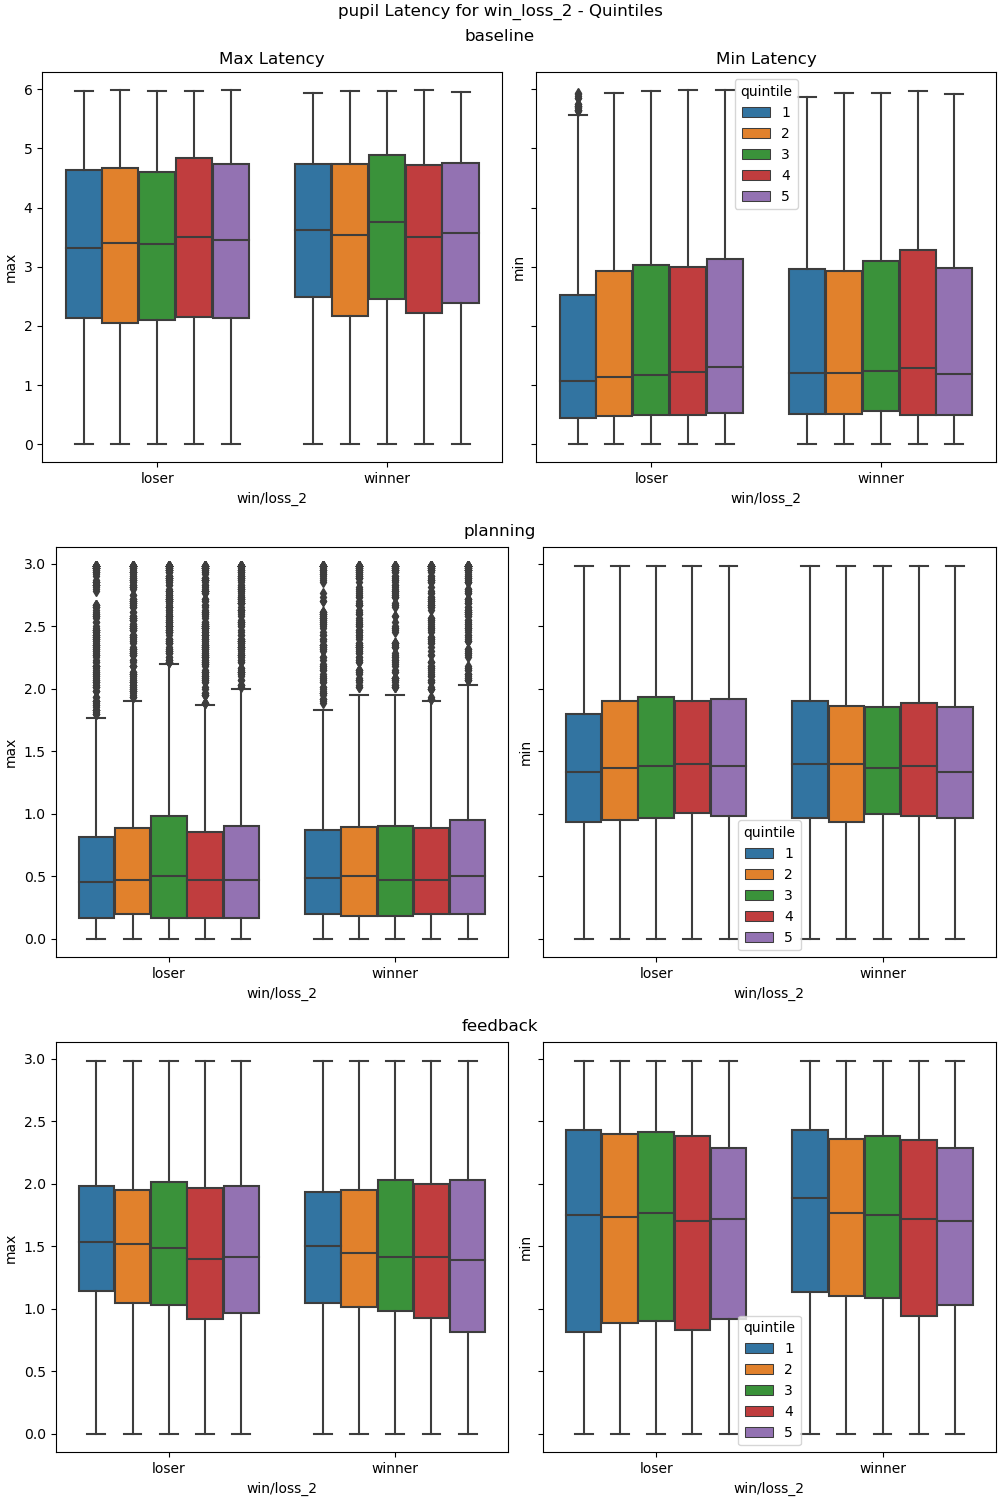 pupil Latency for win_loss_2 - Quintiles
baseline
Max Latency
Min Latency
max
6
5
4
3
2
1
0
loser
winner
win/loss_2
min
quintile
1
2
3
4
5
loser
winner
win/loss_2
planning
max
3.0
2.5
2.0
1.5
1.0
0.5
0.0
loser
winner
win/loss_2
min
quintile
1
2
3
4
5
loser
winner
win/loss_2
feedback
max
3.0
2.5
2.0
1.5
1.0
0.5
0.0
loser
winner
win/loss_2
min
quintile
1
2
3
4
5
loser
winner
win/loss_2